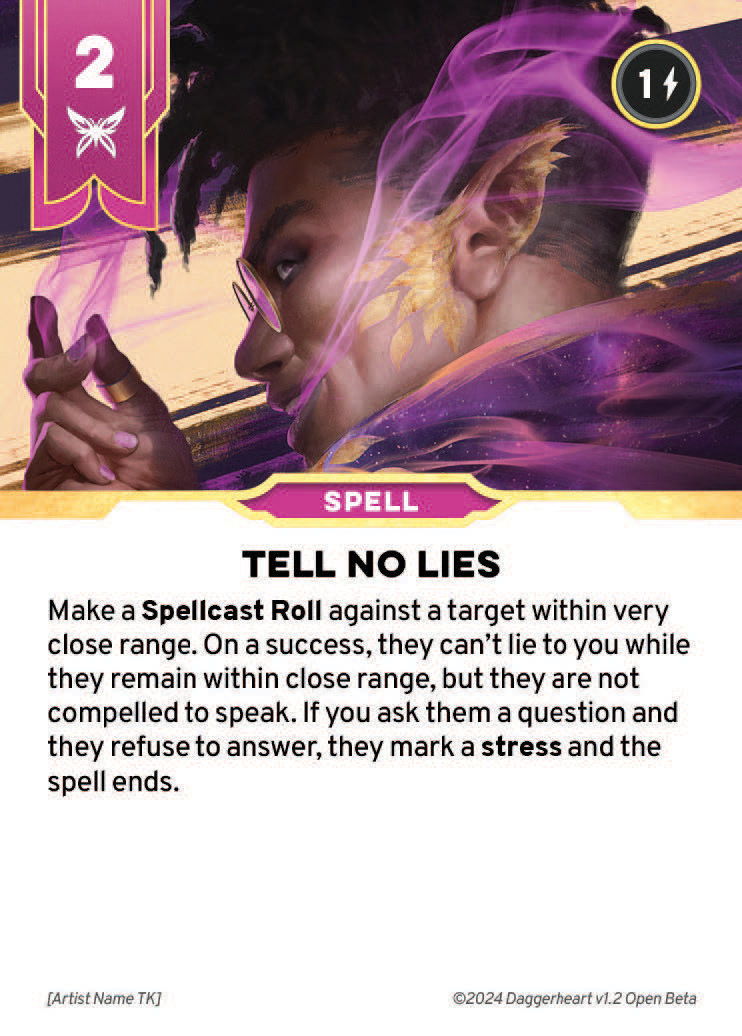 2
1
SPELL
TELL NO LIES
Make a Spellcast Roll against a target within very
close range. On a success, they can’t lie to you while
they remain within close range, but they are not
compelled to speak. If you ask them a question and
they refuse to answer, they mark a stress and the
spell ends.
[Artist Name TK]
©2024 Daggerheart v1.2 Open Beta